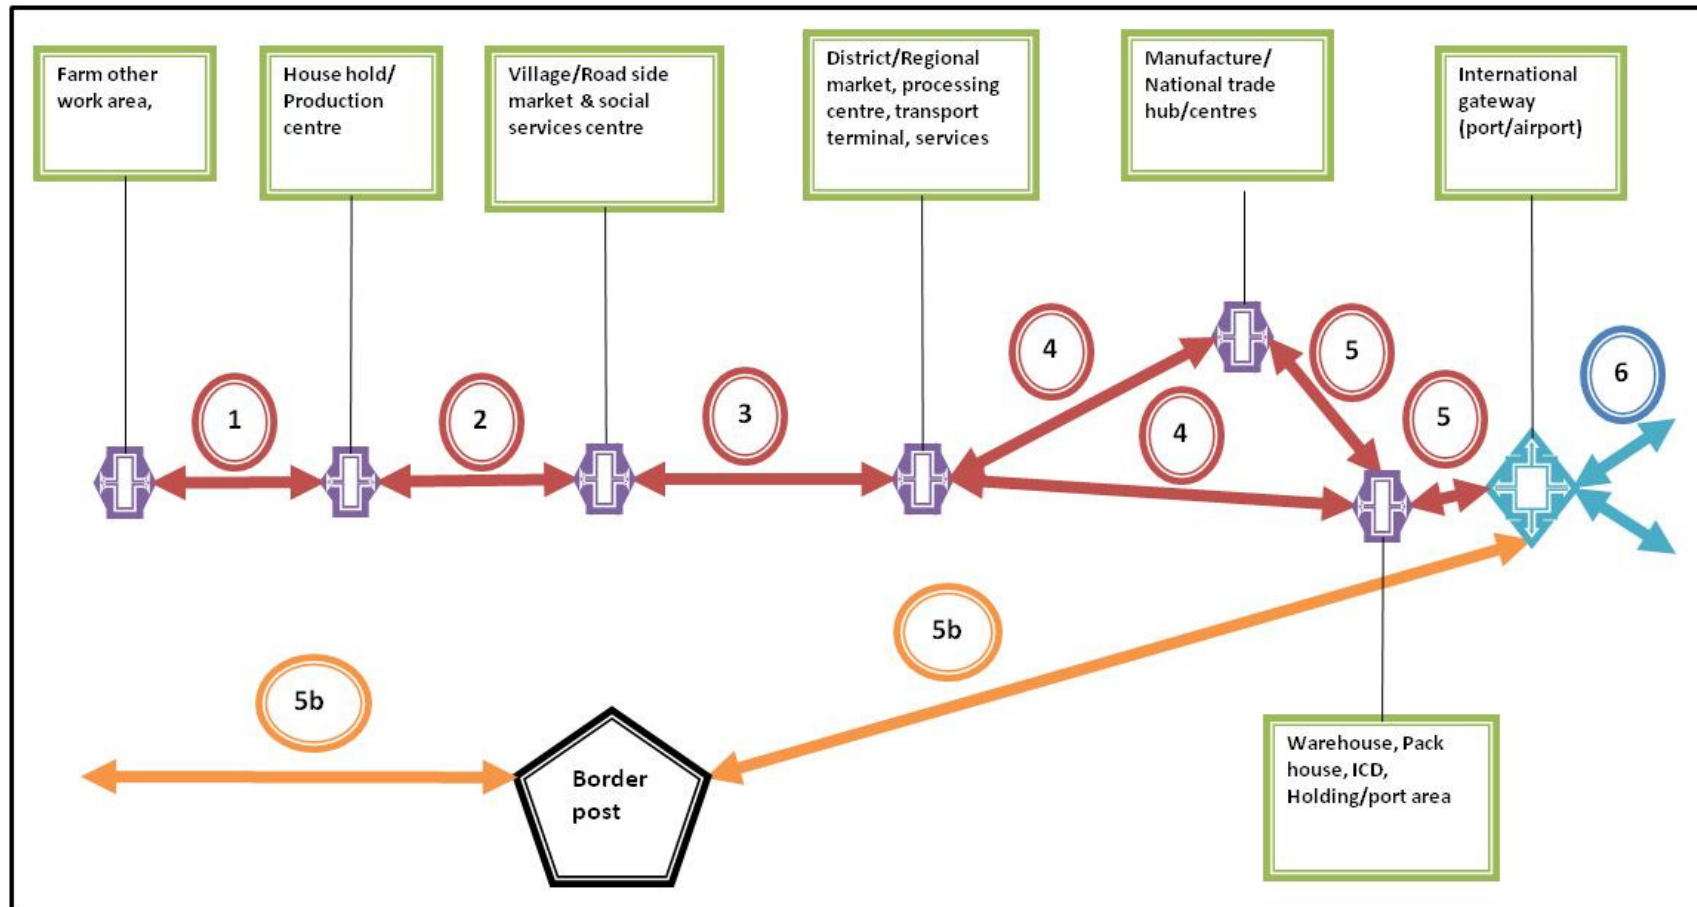 Farm other
work area,
House hold/
Production
centre
Village/Road side
market & social
services centre
District/Regional
market, processing
centre, transport
terminal, services
Manufacture/
National trade
hub/centres
International
gateway
(port/airport)
1
2
3
4
4
5
5
6
5b
5b
Border
post
Warehouse, Pack
house, ICD,
Holding/port area